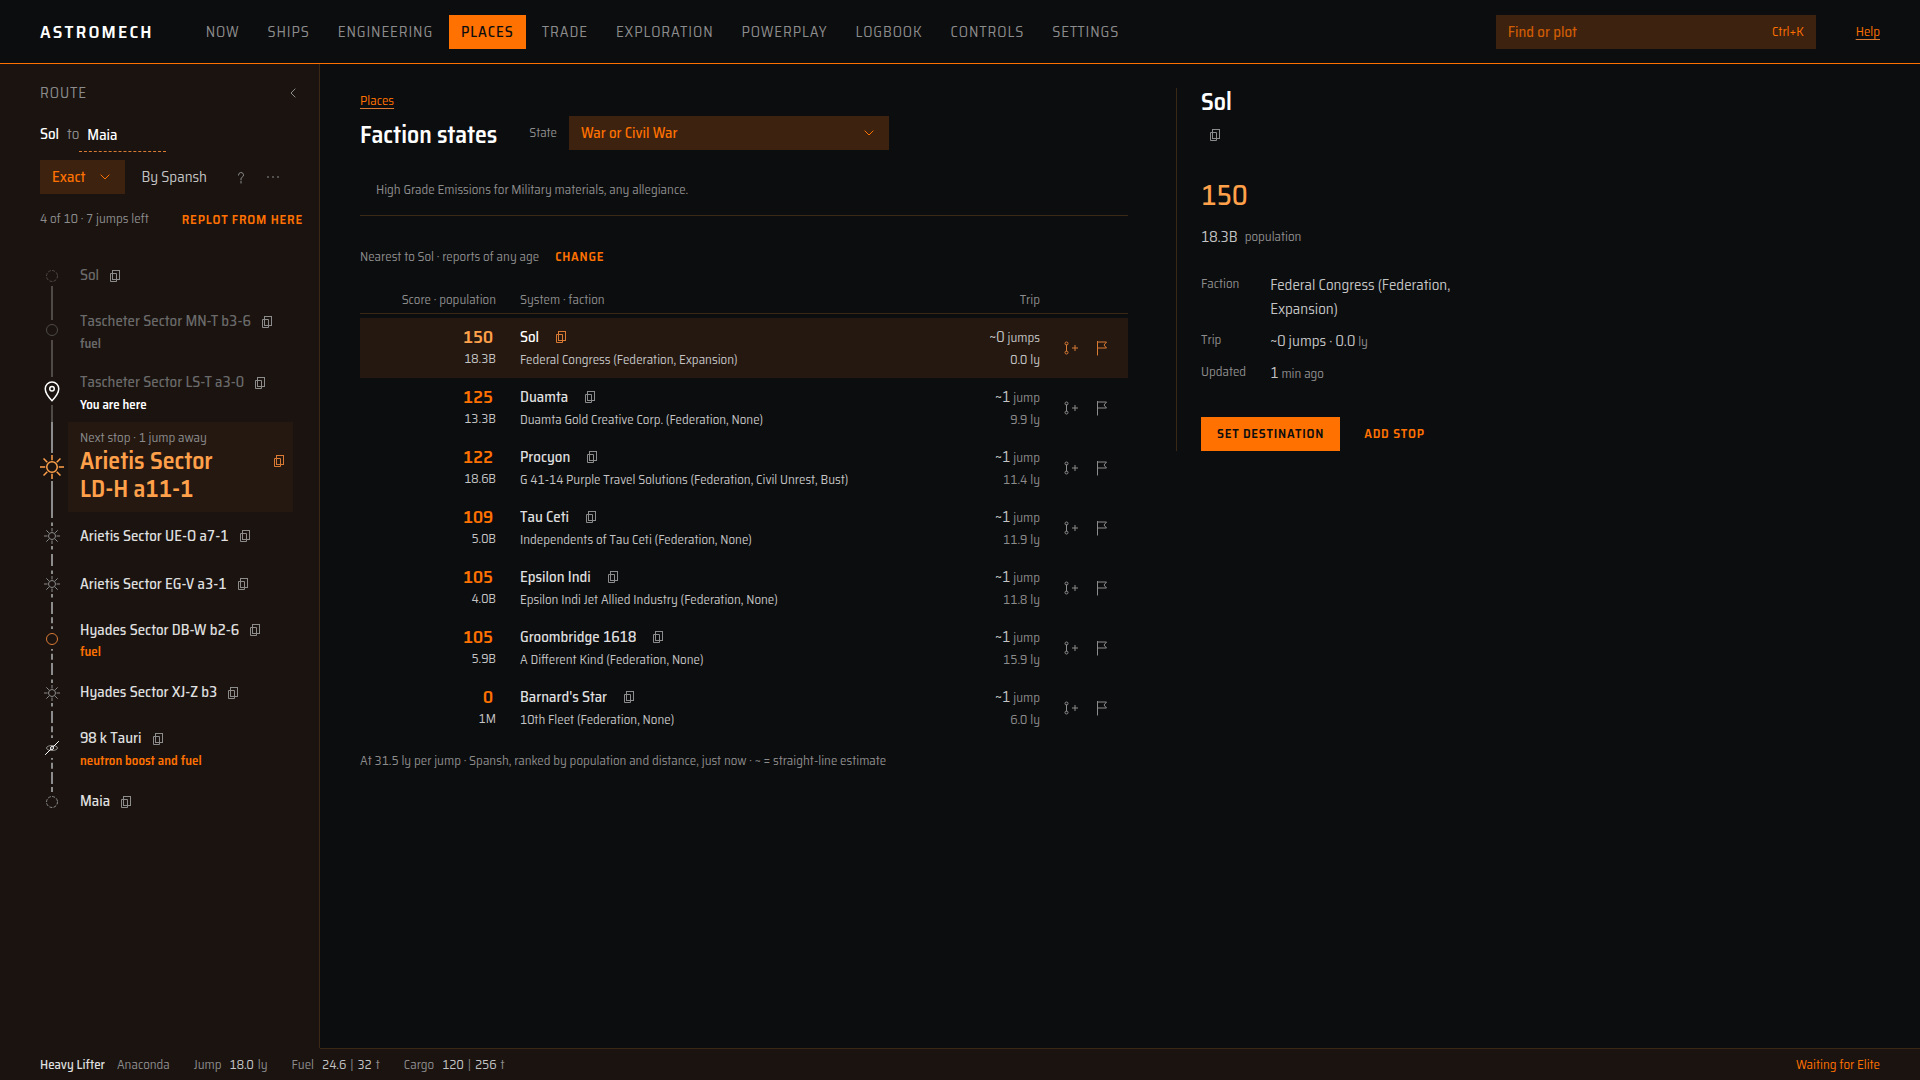 ASTROMECH
NOW
SHIPS
ENGINEERING
PLACES
TRADE
EXPLORATION
POWERPLAY
LOGBOOK
CONTROLS
SETTINGS
Find or plot
Ctrl+K
Help
ROUTE
Sol to Maia
Exact
By Spansh
?
4 of 10 · 7 jumps left
REPLOT FROM HERE
Sol
Tascheter Sector MN-T b3-6
fuel
Tascheter Sector LS-T a3-0
You are here
Next stop · 1 jump away
Arietis Sector
LD-H a11-1
Arietis Sector UE-O a7-1
Arietis Sector EG-V a3-1
Hyades Sector DB-W b2-6
fuel
Hyades Sector XJ-Z b3
98 k Tauri
neutron boost and fuel
Maia
Places
Faction states
State
War or Civil War
High Grade Emissions for Military materials, any allegiance.
Nearest to Sol · reports of any age
CHANGE
Score · population
System · faction
Trip
150 Sol ~0 jumps
18.3B Federal Congress (Federation, Expansion) 0.0 ly
125 Duamta ~1 jump
13.3B Duamta Gold Creative Corp. (Federation, None) 9.9 ly
122 Procyon ~1 jump
18.6B G 41-14 Purple Travel Solutions (Federation, Civil Unrest, Bust) 11.4 ly
109 Tau Ceti ~1 jump
5.0B Independents of Tau Ceti (Federation, None) 11.9 ly
105 Epsilon Indi ~1 jump
4.0B Epsilon Indi Jet Allied Industry (Federation, None) 11.8 ly
105 Groombridge 1618 ~1 jump
5.9B A Different Kind (Federation, None) 15.9 ly
0 Barnard's Star ~1 jump
1M 10th Fleet (Federation, None) 6.0 ly
At 31.5 ly per jump · Spansh, ranked by population and distance, just now · ~ = straight-line estimate
Sol
150
18.3B population
Faction
Federal Congress (Federation,
Expansion)
Trip
~0 jumps · 0.0 ly
Updated
1 min ago
SET DESTINATION
ADD STOP
Heavy Lifter
Anaconda
Jump 18.0 ly
Fuel 24.6 | 32 t
Cargo 120 | 256 t
Waiting for Elite